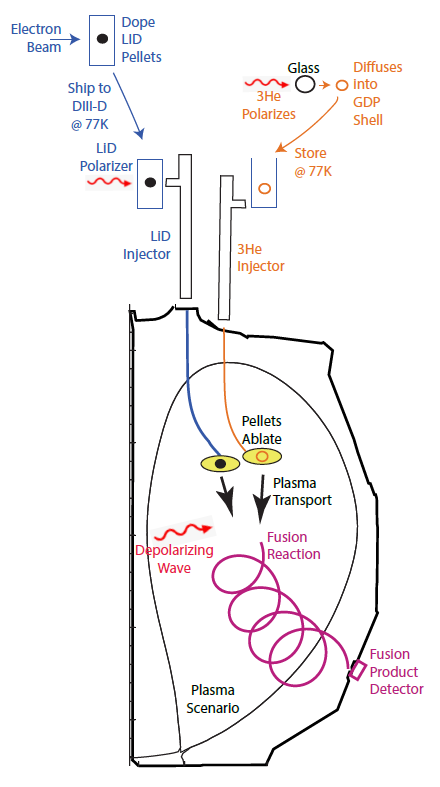 Electron
Beam
Dope
LID
Pellets
Ship to
DIII-D
@ 77K
LiD
Polarizer
LiD
Injector
Glass
3He
Polarizes
Diffuses
into
GDP
Shell
Store
@ 77K
3He
Injector
Pellets
Ablate
Plasma
Transport
Depolarizing
Wave
Fusion
Reaction
Fusion
Product
Detector
Plasma
Scenario